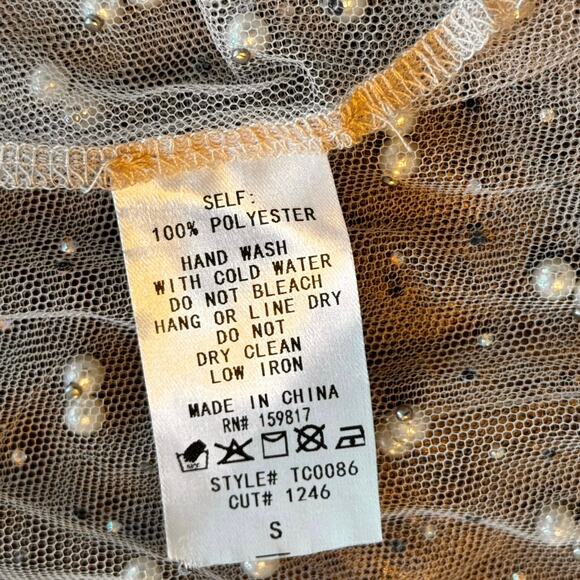 SELF:
100% POLYESTER
HAND WASH
WITH COLD WATER
DO NOT BLEACH
HANG OR LINE DRY
DO NOT
DRY CLEAN
LOW IRON
MADE IN CHINA
RN# 159817
STYLE# TC0086
CUT# 1246
S